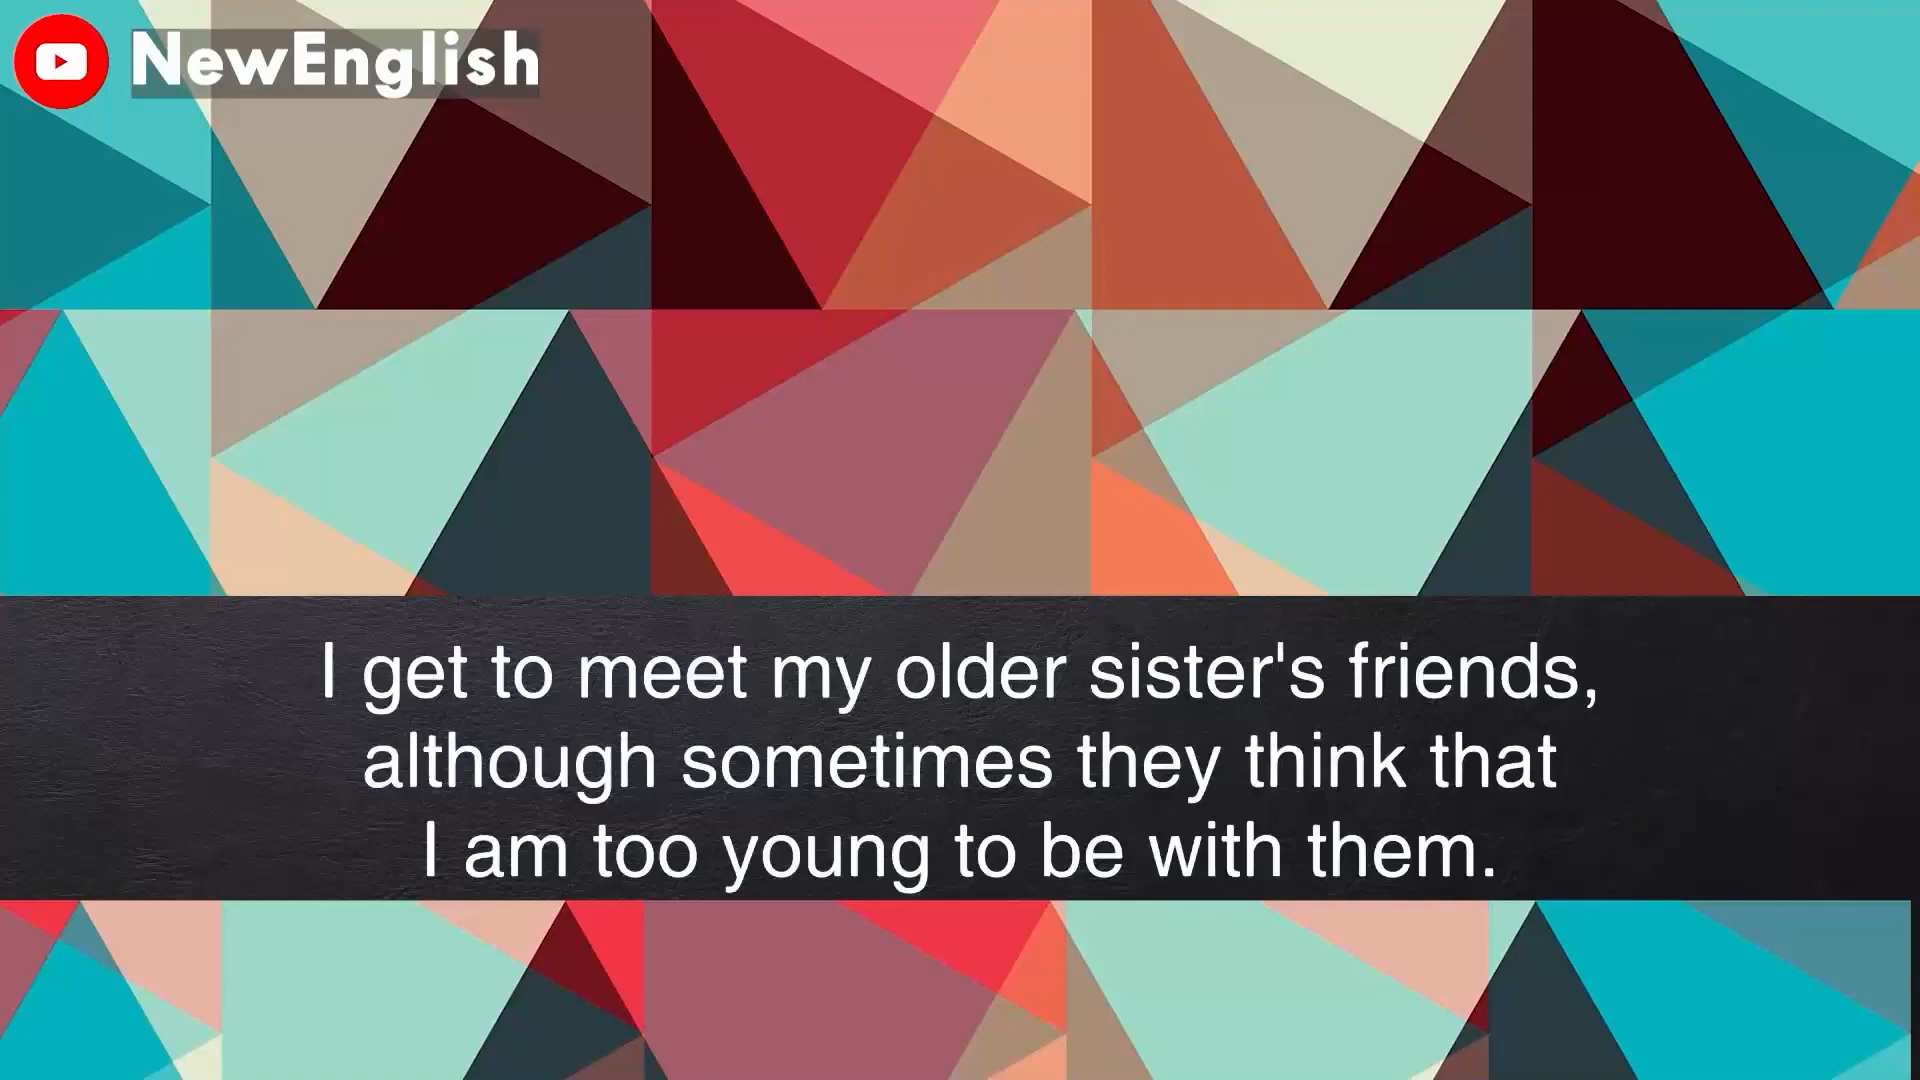 NewEnglish
I get to meet my older sister's friends,
although sometimes they think that
I am too young to be with them.